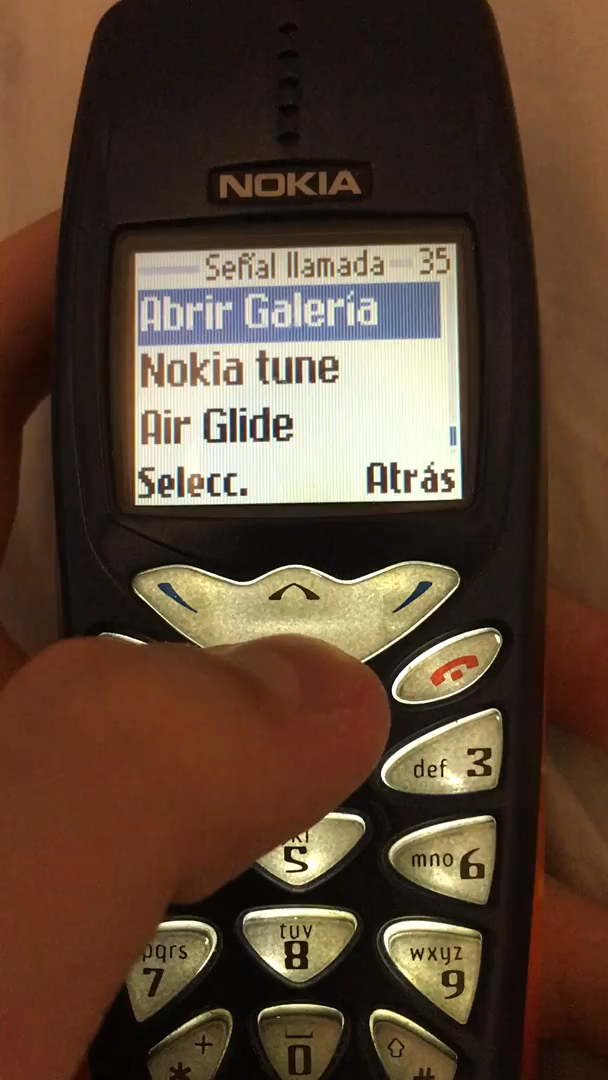 NOKIA
Señal llamada 35
Abrir Galería
Nokia tune
Air Glide
Selecc. Atrás
def 3
5
mno 6
pqrs 7
tuv 8
wxyz 9
* +
0
#